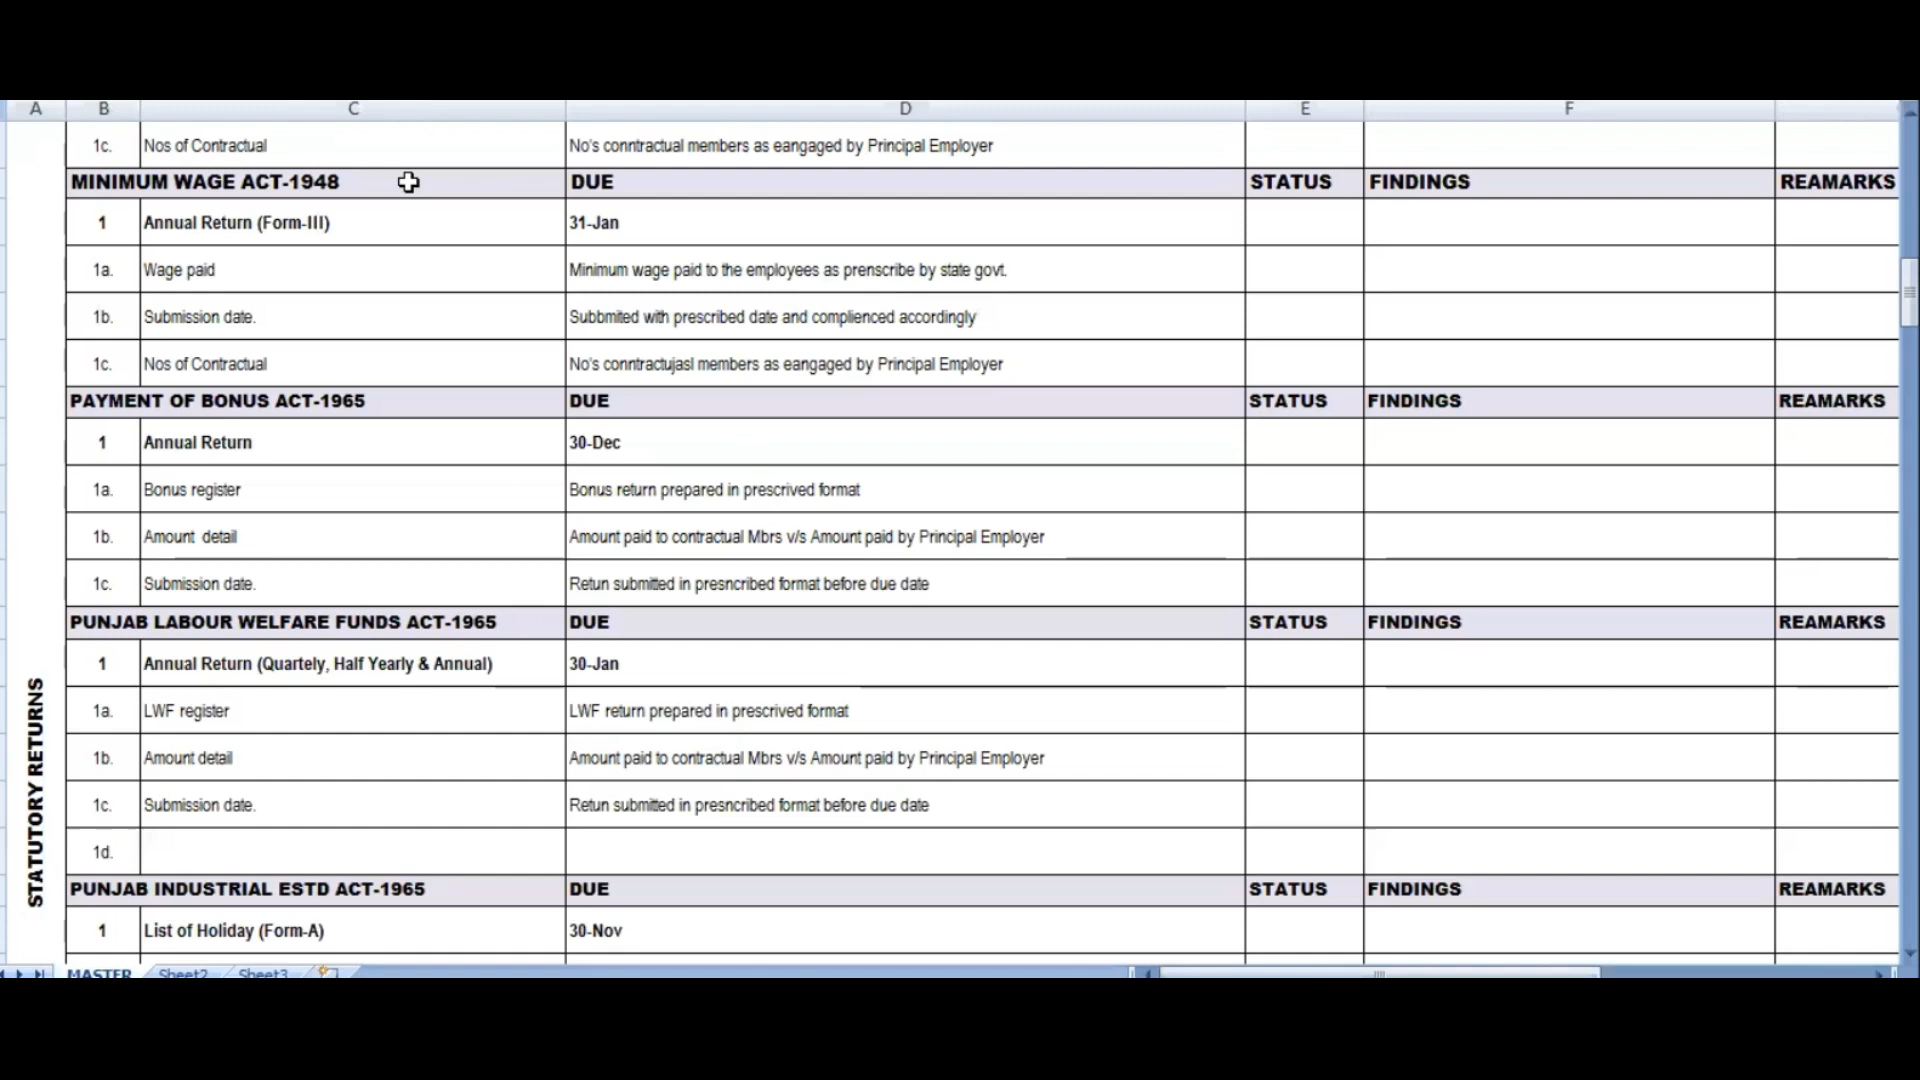 A B C D E F
1c. Nos of Contractual No's conntractual members as eangaged by Principal Employer
MINIMUM WAGE ACT-1948 DUE STATUS FINDINGS REAMARKS
1 Annual Return (Form-III) 31-Jan
1a. Wage paid Minimum wage paid to the employees as prenscribe by state govt.
1b. Submission date. Subbmited with prescribed date and complienced accordingly
1c. Nos of Contractual No's conntractujasl members as eangaged by Principal Employer
PAYMENT OF BONUS ACT-1965 DUE STATUS FINDINGS REAMARKS
1 Annual Return 30-Dec
1a. Bonus register Bonus return prepared in prescrived format
1b. Amount detail Amount paid to contractual Mbrs v/s Amount paid by Principal Employer
1c. Submission date. Retun submitted in presncribed format before due date
PUNJAB LABOUR WELFARE FUNDS ACT-1965 DUE STATUS FINDINGS REAMARKS
1 Annual Return (Quartely, Half Yearly & Annual) 30-Jan
1a. LWF register LWF return prepared in prescrived format
1b. Amount detail Amount paid to contractual Mbrs v/s Amount paid by Principal Employer
1c. Submission date. Retun submitted in presncribed format before due date
1d.
STATUTORY RETURNS
PUNJAB INDUSTRIAL ESTD ACT-1965 DUE STATUS FINDINGS REAMARKS
1 List of Holiday (Form-A) 30-Nov
MASTER Sheet2 Sheet3